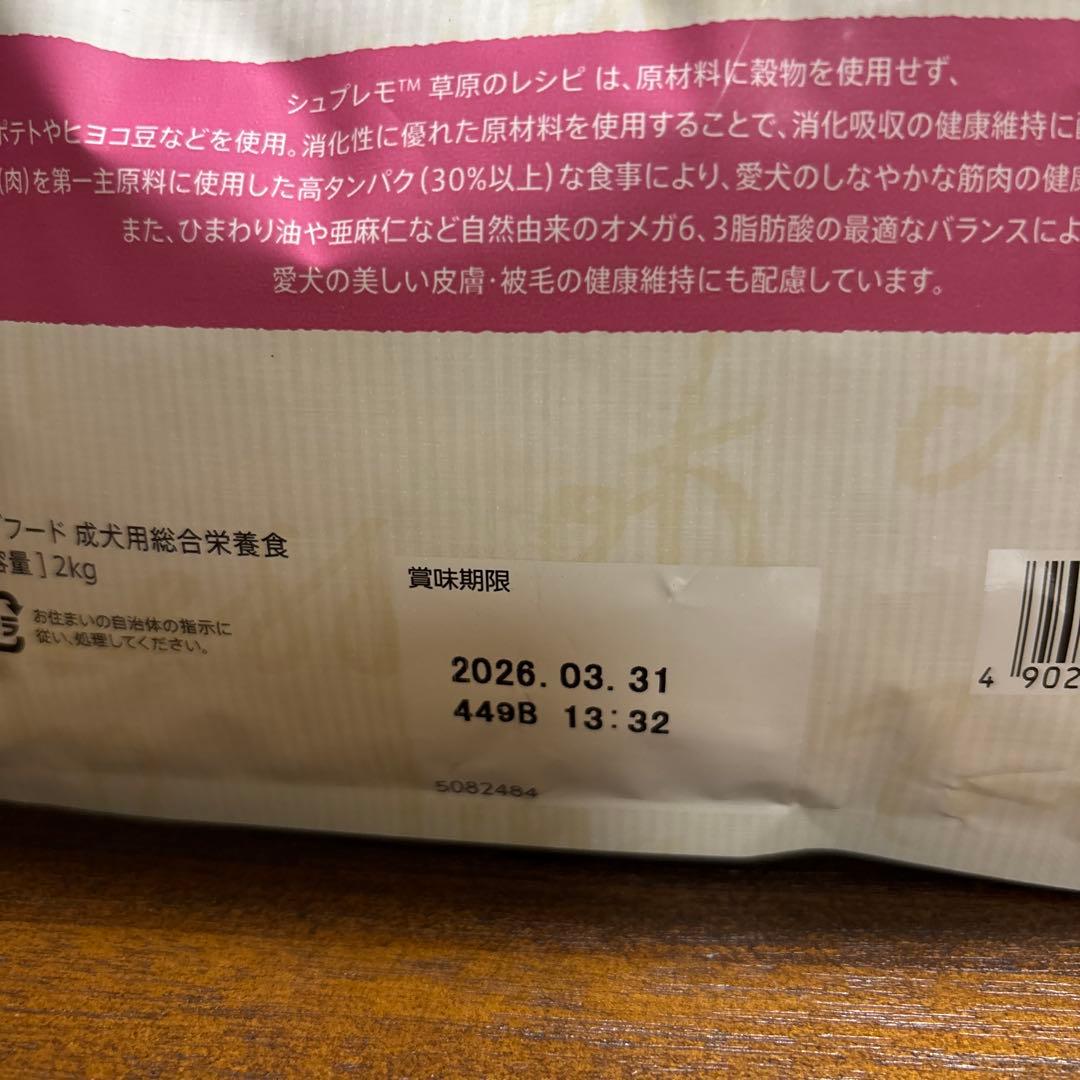 シュプレモ™ 草原のレシピ は、原材料に穀物を使用せず、
ポテトやヒヨコ豆などを使用。消化性に優れた原材料を使用することで、消化吸収の健康維持に
(肉)を第一主原料に使用した高タンパク(30%以上)な食事により、愛犬のしなやかな筋肉の健康
また、ひまわり油や亜麻仁など自然由来のオメガ6、3脂肪酸の最適なバランスによ
愛犬の美しい皮膚・被毛の健康維持にも配慮しています。
フード 成犬用総合栄養食
容量]2kg
プラ
お住まいの自治体の指示に
従い、処理してください。
賞味期限
2026.03.31
449B 13:32
5082484
4 902